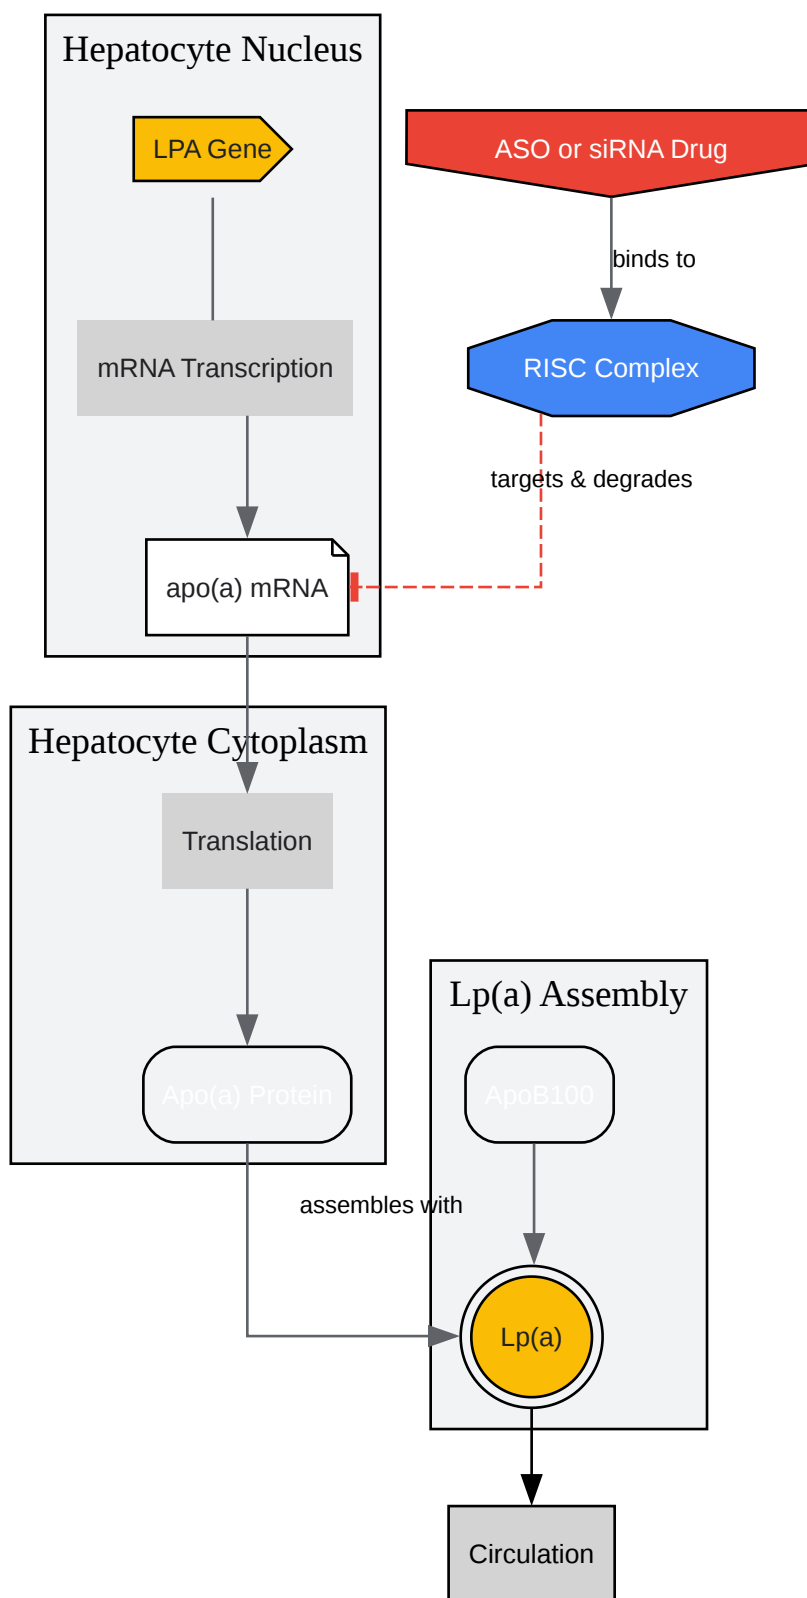 Hepatocyte Nucleus
LPA Gene
ASO or siRNA Drug
binds to
mRNA Transcription
RISC Complex
targets & degrades
apo(a) mRNA
Hepatocyte Cytoplasm
Translation
Lp(a) Assembly
Apo(a) Protein
ApoB100
assembles with
Lp(a)
Circulation